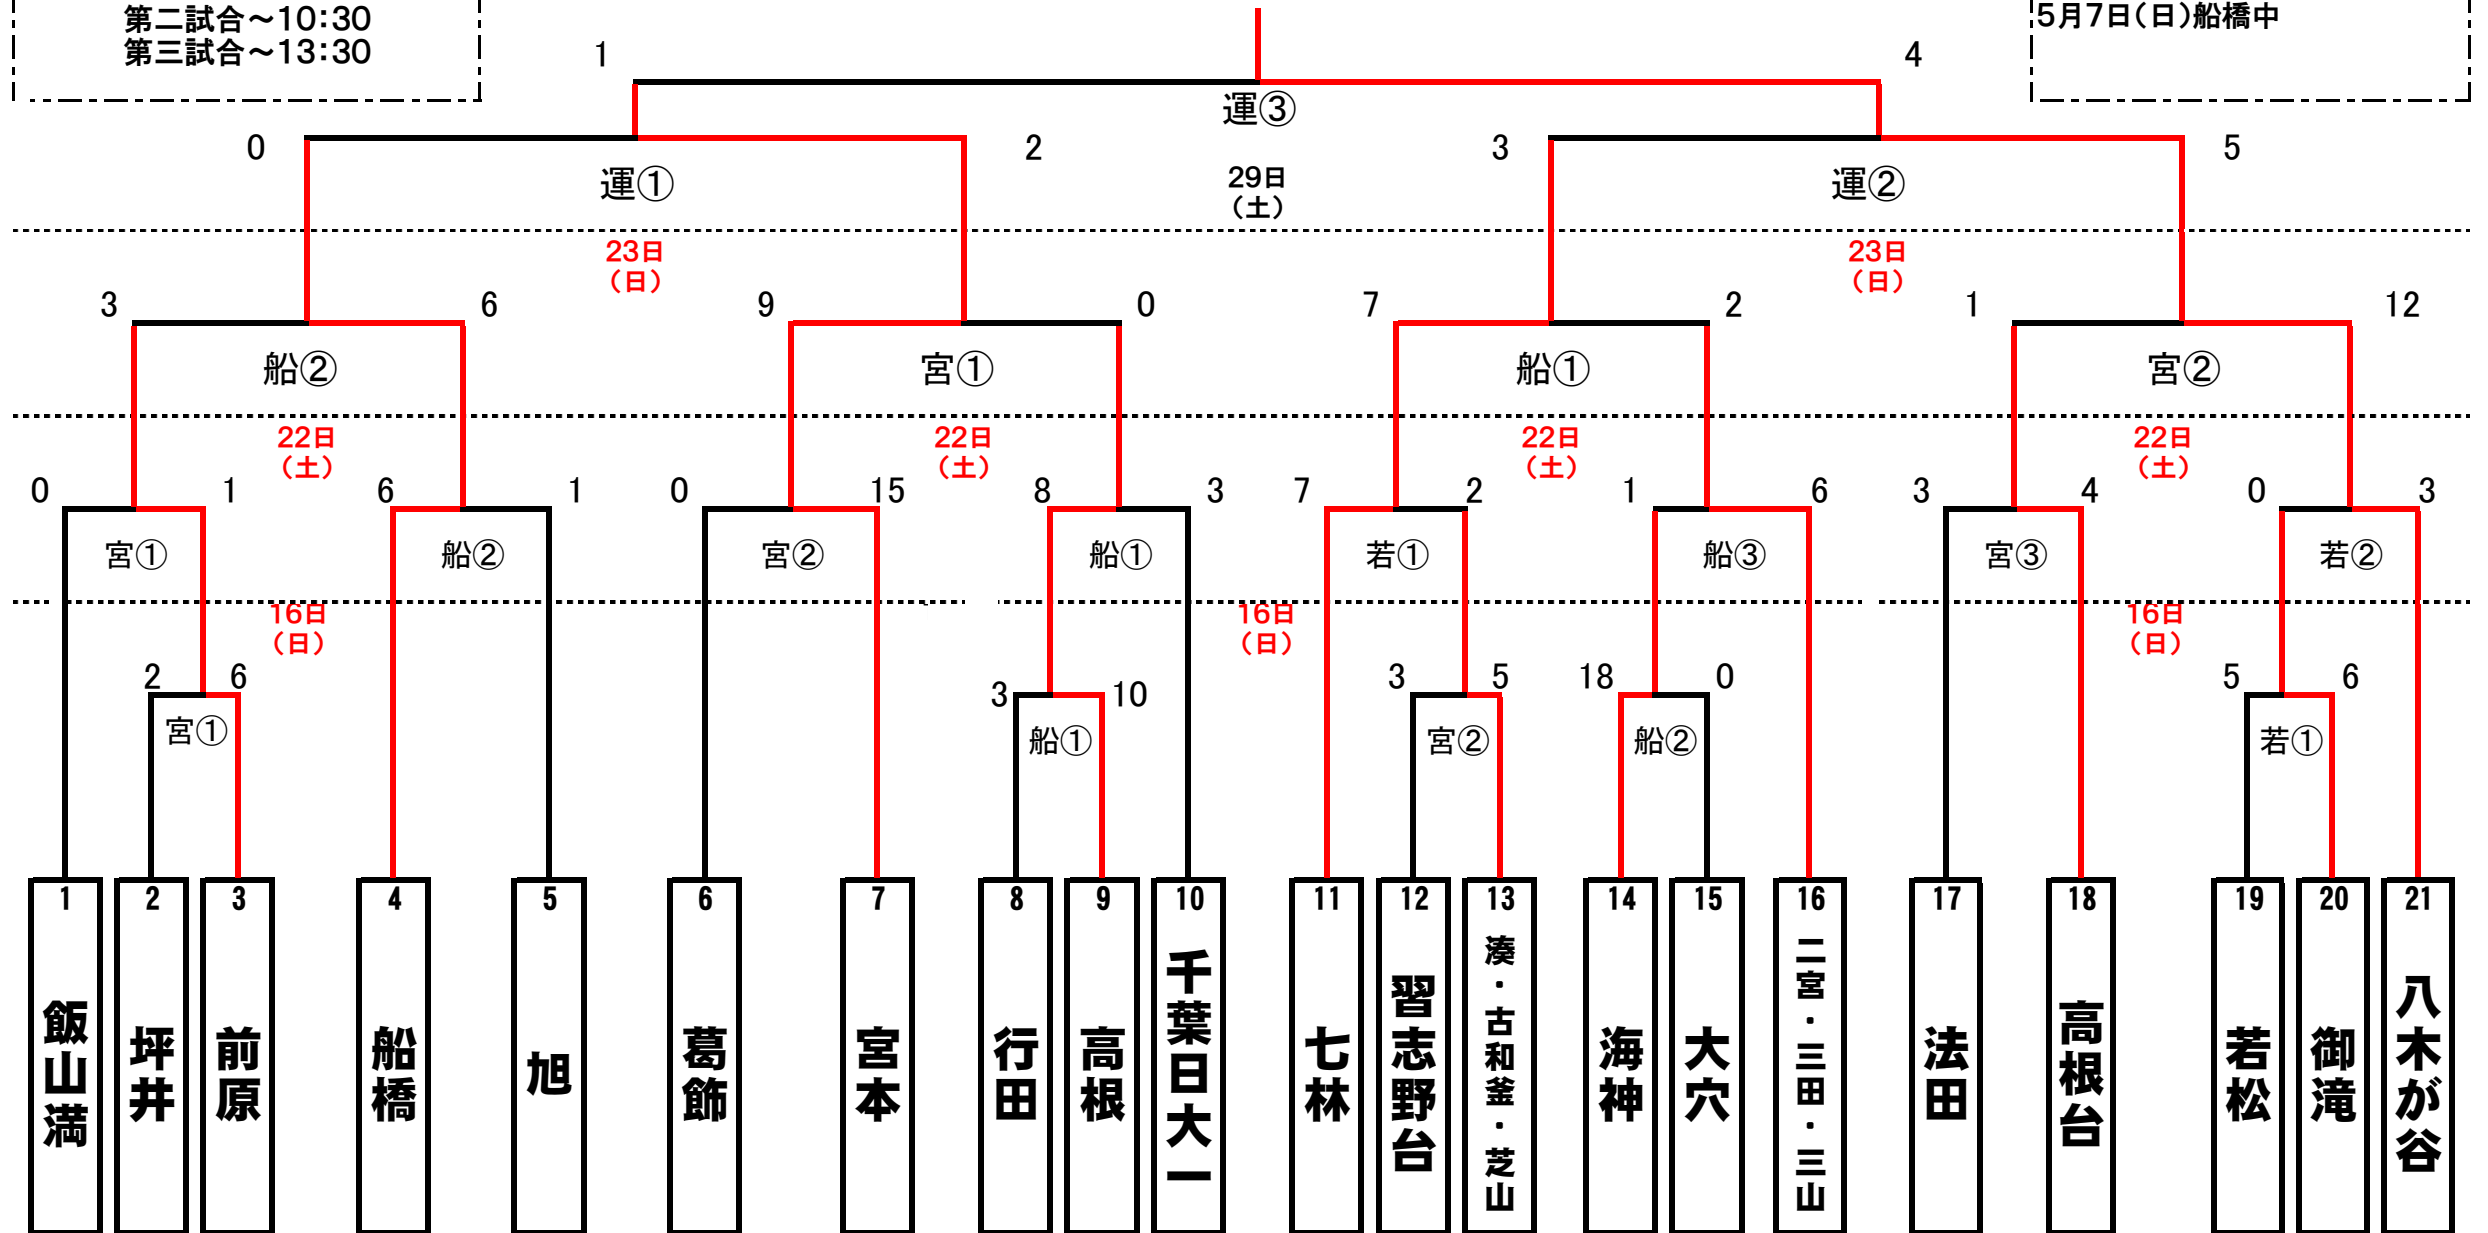 第二試合～10:30
第三試合～13:30
5月7日(日)船橋中
1
4
運③
0
2
3
5
運①
29日
(土)
運②
23日
(日)
23日
(日)
3
6
9
0
7
2
1
12
船②
宮①
船①
宮②
22日
(土)
22日
(土)
22日
(土)
22日
(土)
0
1
6
1
0
15
8
3
7
2
1
6
3
4
0
3
宮①
船②
宮②
船①
若①
船③
宮③
若②
16日
(日)
16日
(日)
16日
(日)
2
6
3
10
3
5
18
0
5
6
宮①
船①
宮②
船②
若①
1
飯山満
2
坪井
3
前原
4
船橋
5
旭
6
葛飾
7
宮本
8
行田
9
高根
10
千葉日大一
11
七林
12
習志野台
13
湊・古和釜・芝山
14
海神
15
大穴
16
二宮・三田・三山
17
法田
18
高根台
19
若松
20
御滝
21
八木が谷